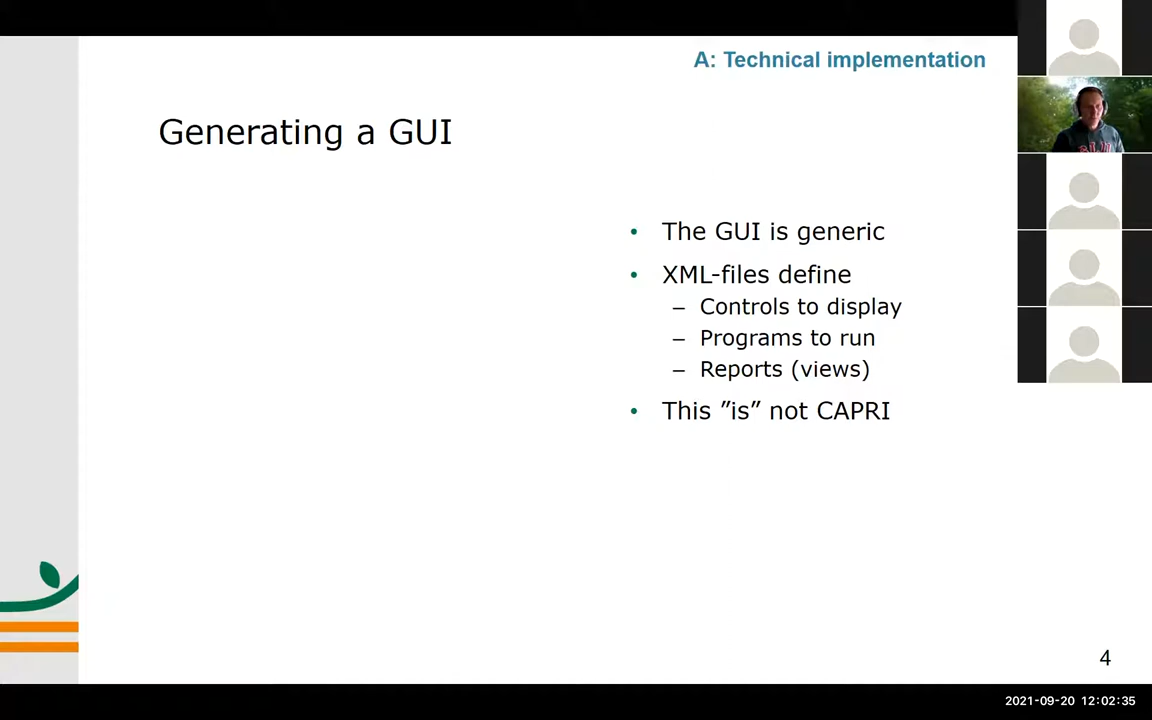 A: Technical implementation
Generating a GUI
• The GUI is generic
• XML-files define
– Controls to display
– Programs to run
– Reports (views)
• This ”is” not CAPRI
4
2021-09-20 12:02:35